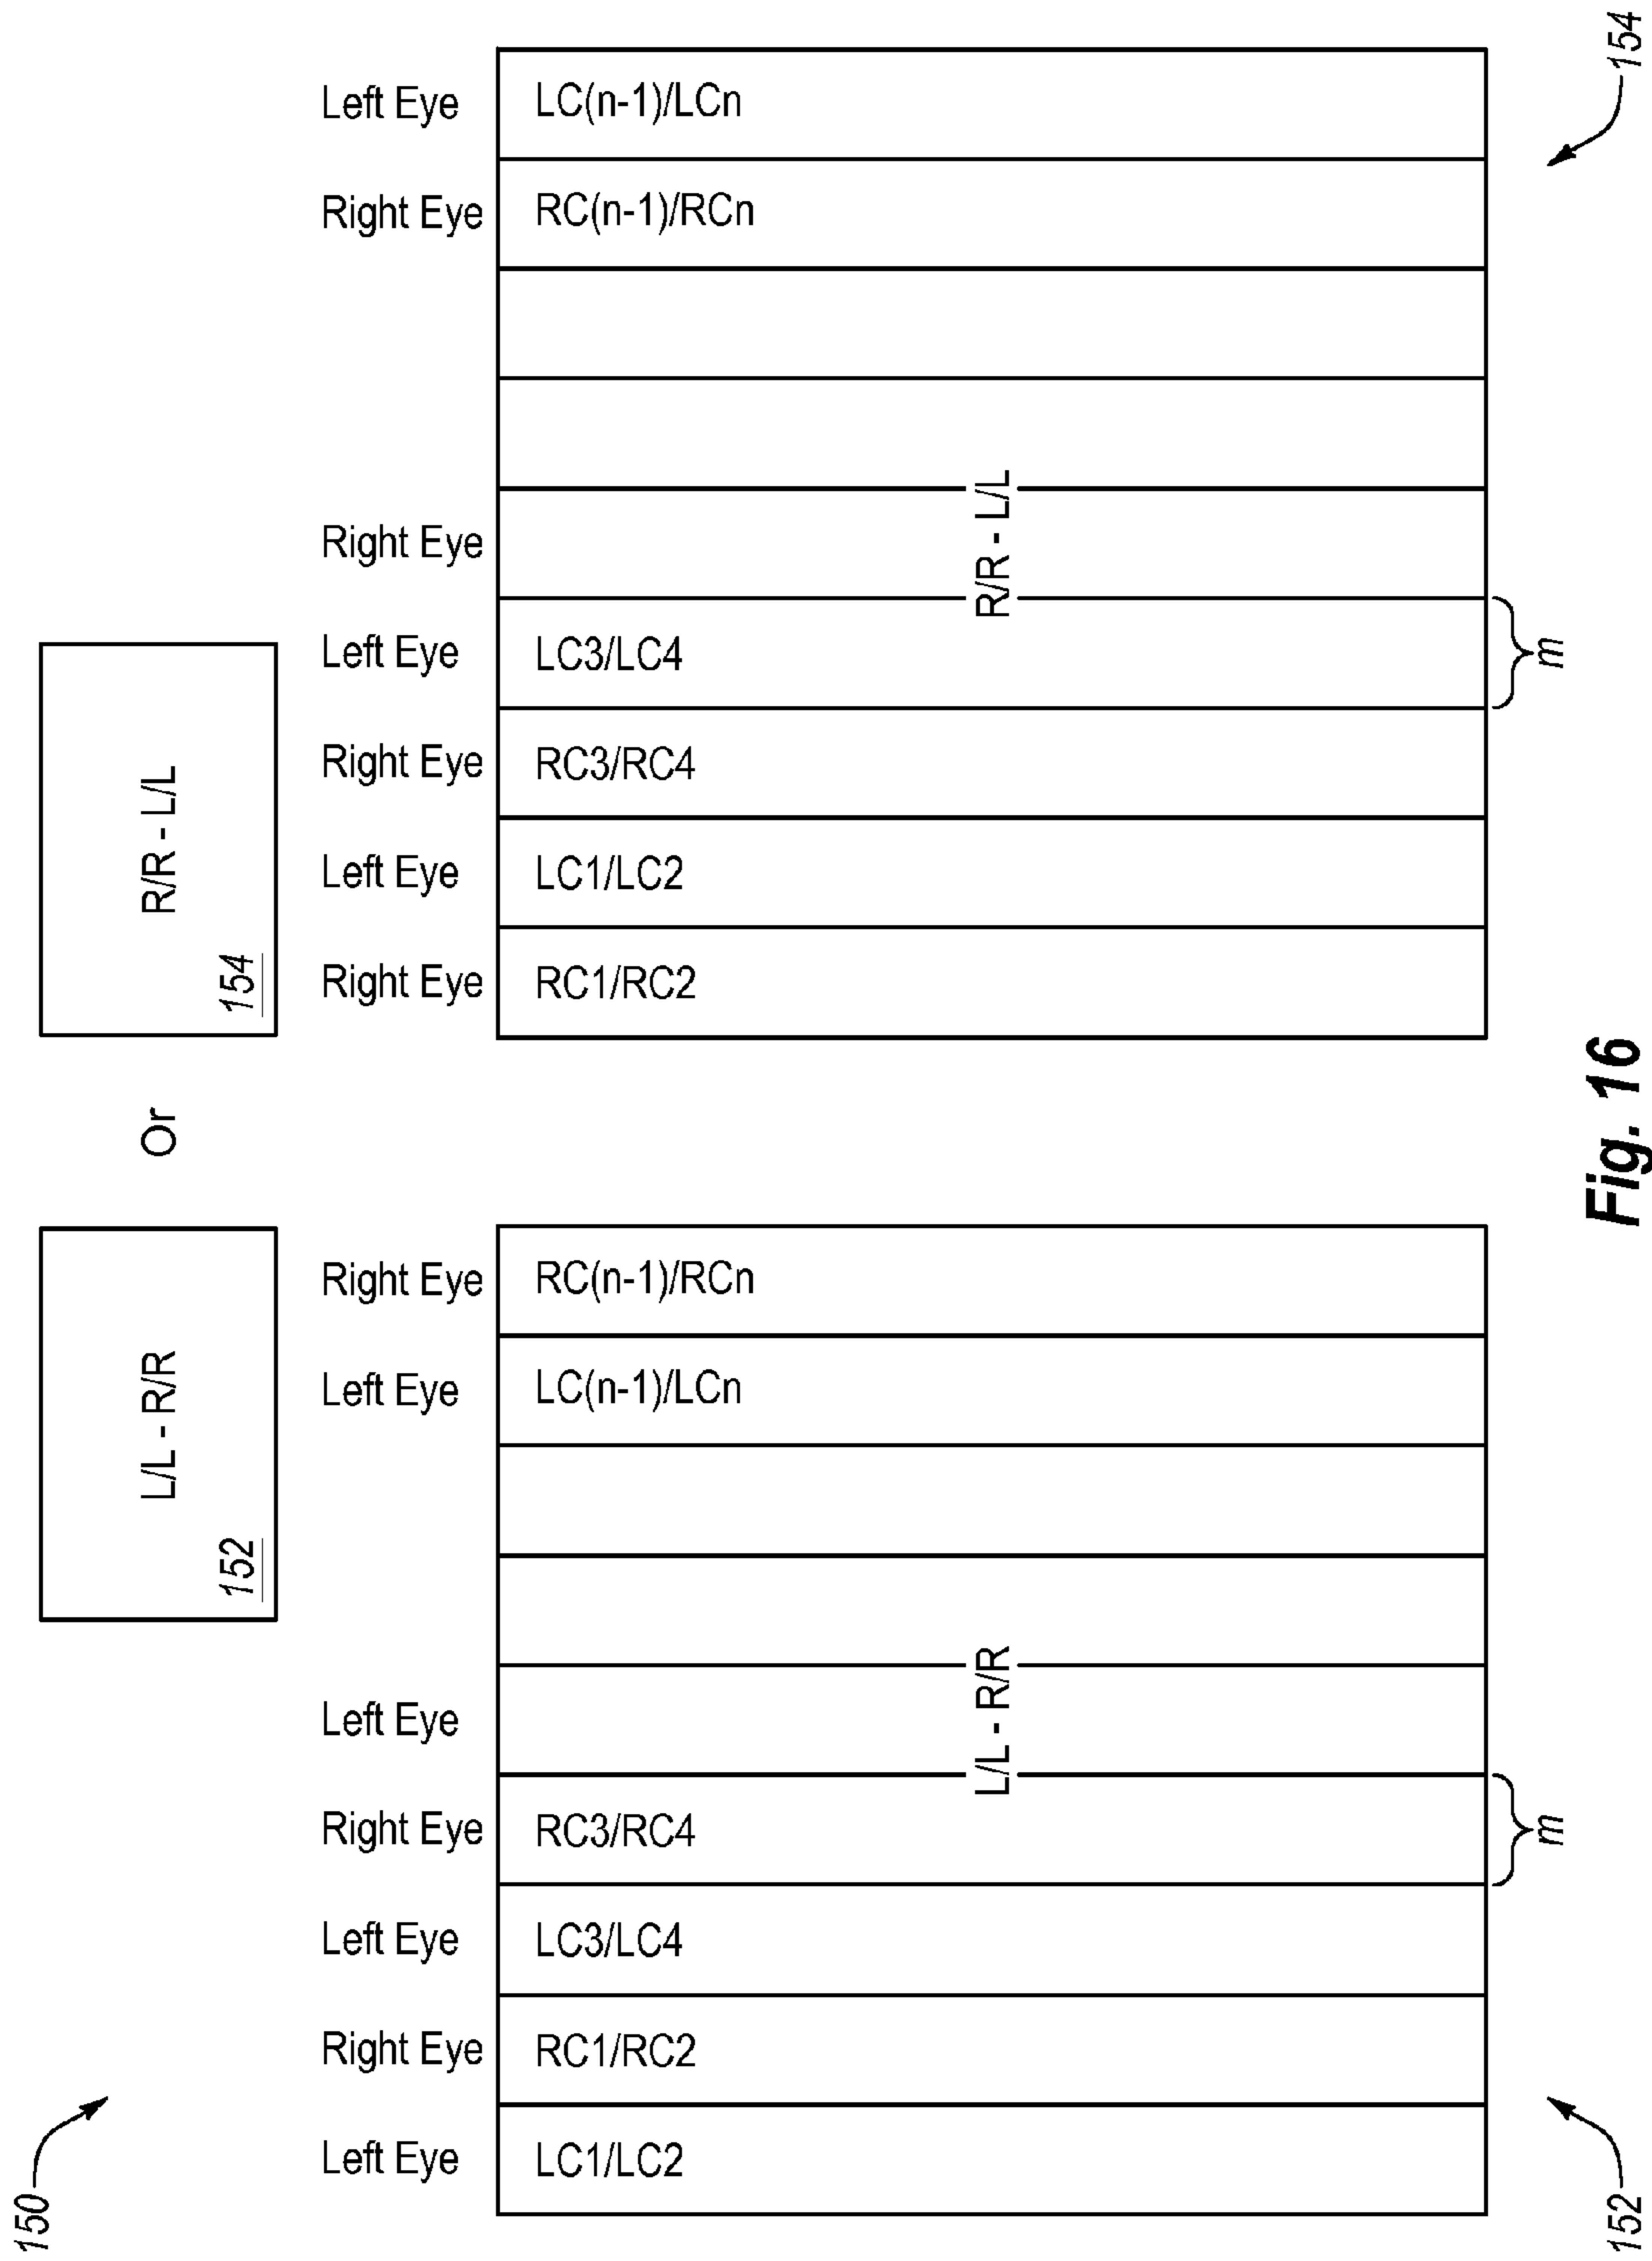 150
L/L - R/R
152
Or
R/R - L/L
154
Left Eye
LC(n-1)/LCn
Right Eye
RC(n-1)/RCn
Right Eye
Left Eye
LC3/LC4
Right Eye
RC3/RC4
Left Eye
LC1/LC2
Right Eye
RC1/RC2
R/R - L/L
m
154
Right Eye
RC(n-1)/RCn
Left Eye
LC(n-1)/LCn
Left Eye
Right Eye
RC3/RC4
Left Eye
LC3/LC4
Right Eye
RC1/RC2
Left Eye
LC1/LC2
L/L - R/R
m
152
Fig. 16